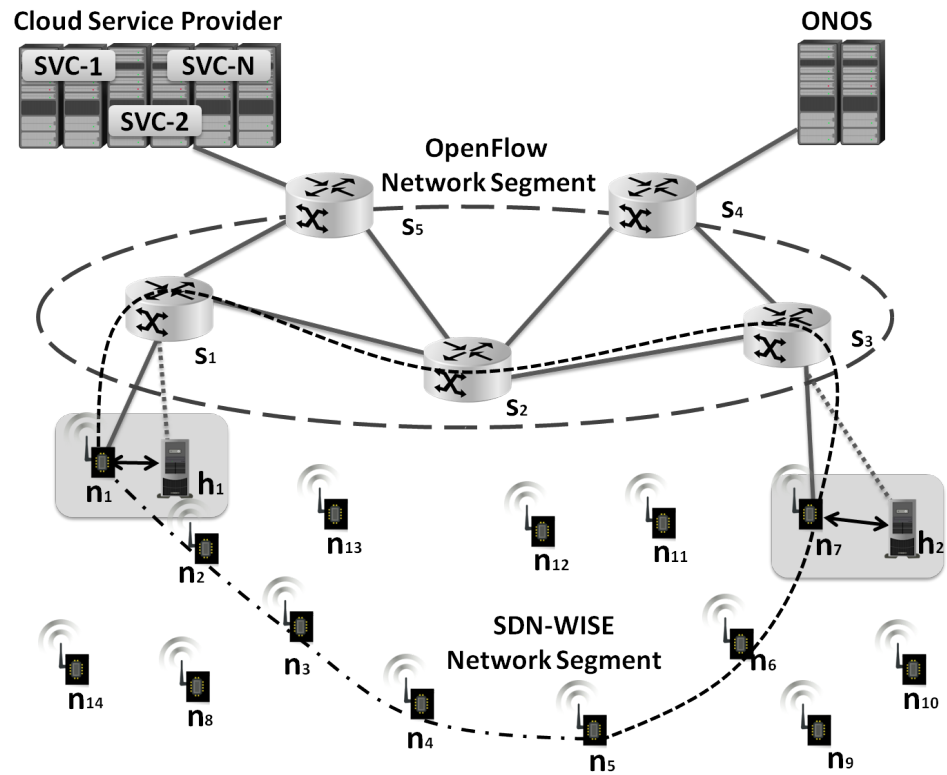 Cloud Service Provider
ONOS
SVC-1
SVC-N
SVC-2
OpenFlow
Network Segment
s5
s4
s1
s3
s2
n1
h1
n2
n13
n12
n11
n7
h2
n3
SDN-WISE
Network Segment
n6
n14
n8
n4
n5
n9
n10